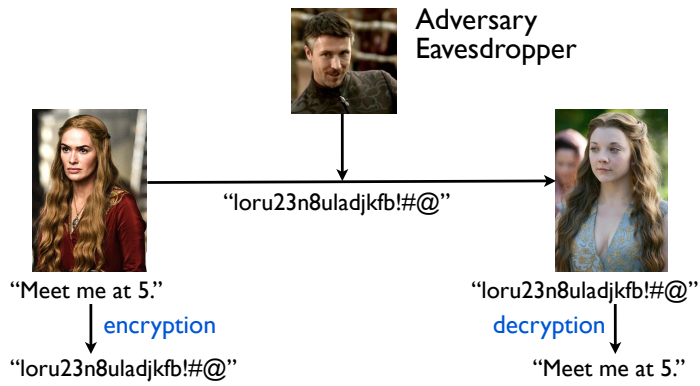 Adversary
Eavesdropper
“loru23n8uladjkfb!#@”
“Meet me at 5.”
encryption
“loru23n8uladjkfb!#@”
“loru23n8uladjkfb!#@”
decryption
“Meet me at 5.”